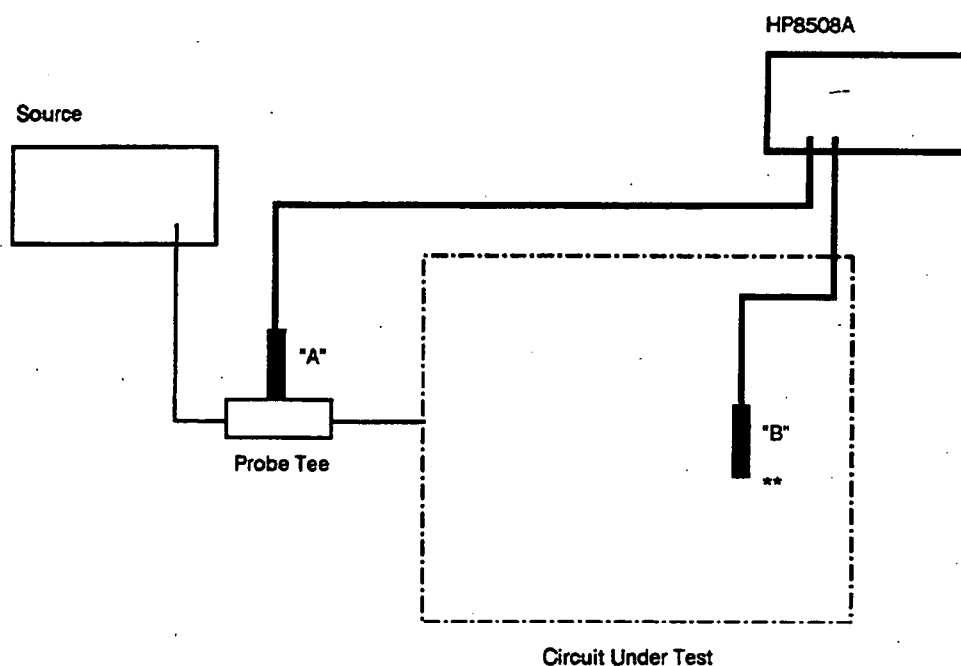 HP8508A
Source
"A"
Probe Tee
"B"
**
Circuit Under Test